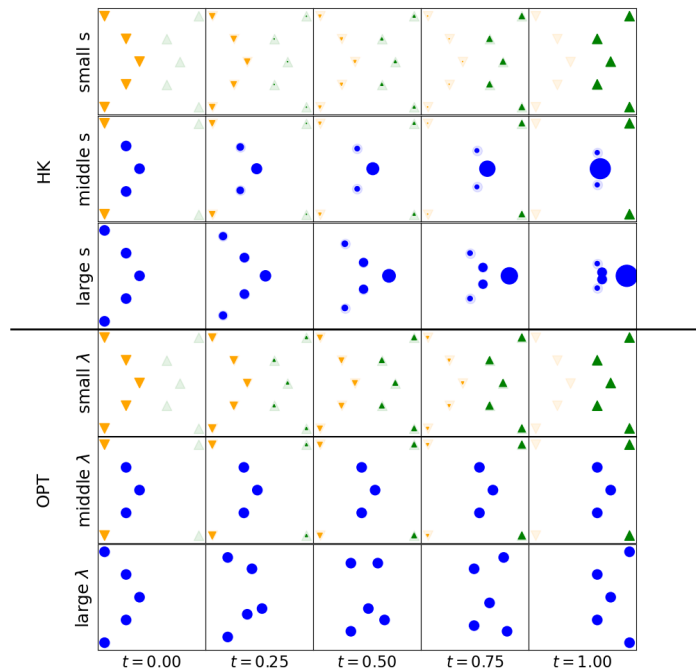 HK
small s
middle s
large s
OPT
small λ
middle λ
large λ
t = 0.00
t = 0.25
t = 0.50
t = 0.75
t = 1.00